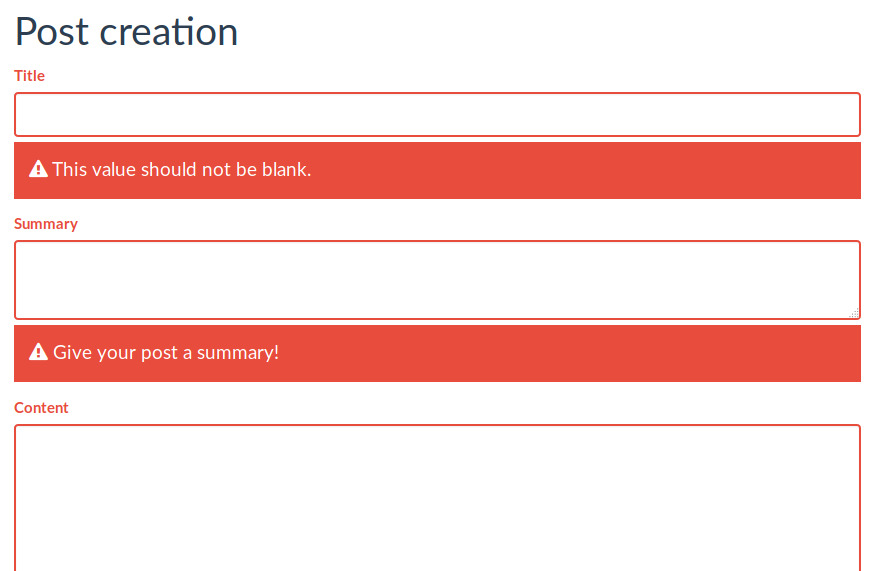 Post creation
Title
This value should not be blank.
Summary
Give your post a summary!
Content